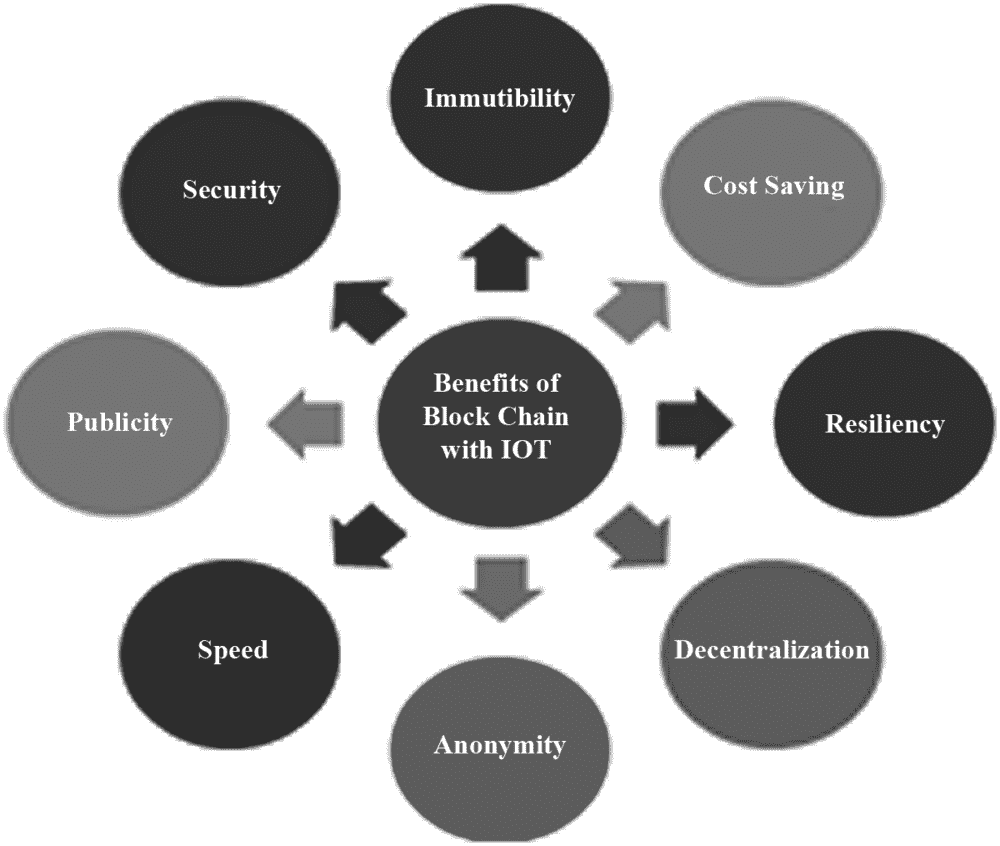 Immutibility
Cost Saving
Security
Benefits of
Block Chain
with IOT
Publicity
Resiliency
Speed
Decentralization
Anonymity